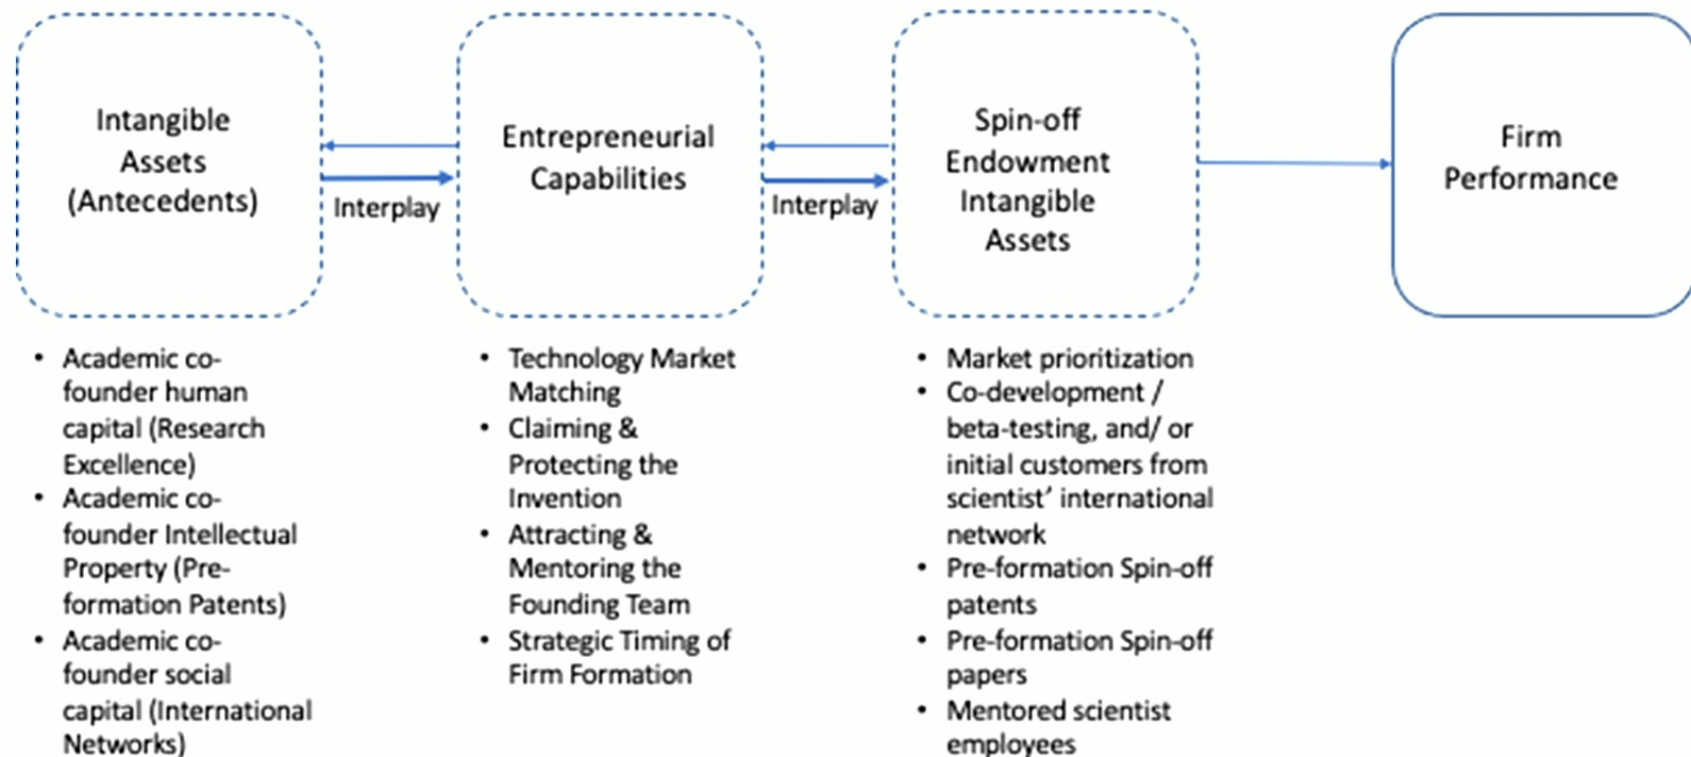 Intangible
Assets
(Antecedents)
Interplay
Entrepreneurial
Capabilities
Interplay
Spin-off
Endowment
Intangible
Assets
Firm
Performance
• Academic co-
founder human
capital (Research
Excellence)
• Academic co-
founder Intellectual
Property (Pre-
formation Patents)
• Academic co-
founder social
capital (International
Networks)
• Technology Market
Matching
• Claiming &
Protecting the
Invention
• Attracting &
Mentoring the
Founding Team
• Strategic Timing of
Firm Formation
• Market prioritization
• Co-development /
beta-testing, and/ or
initial customers from
scientist’ international
network
• Pre-formation Spin-off
patents
• Pre-formation Spin-off
papers
• Mentored scientist
employees